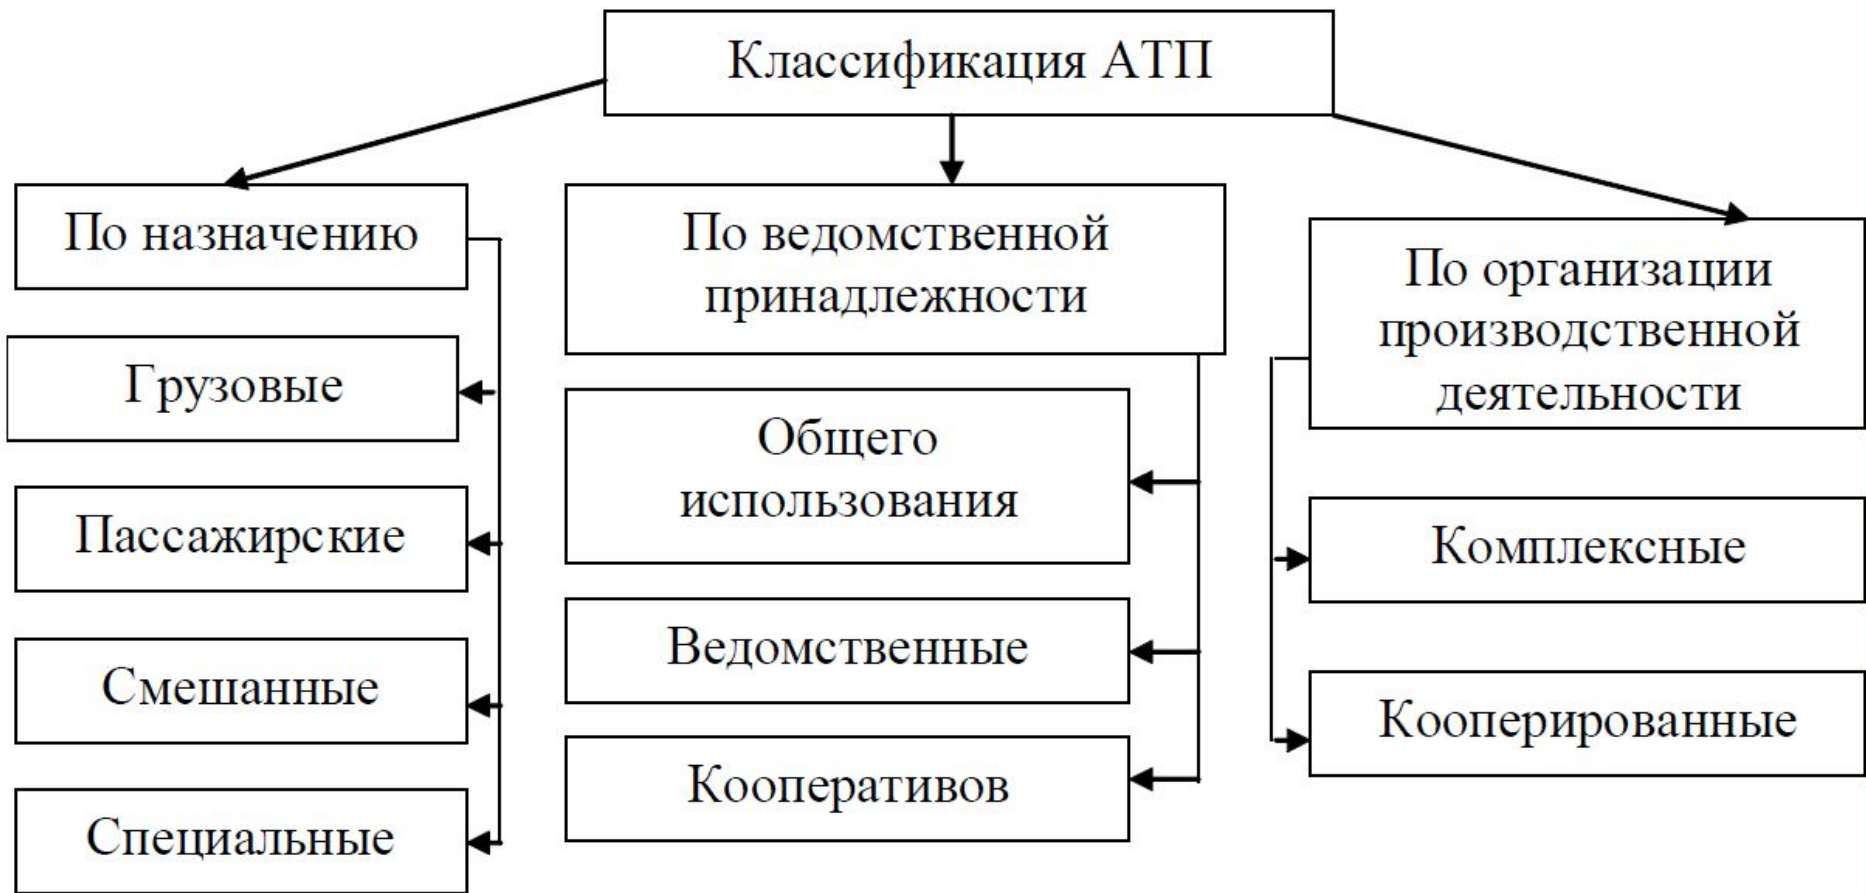 Классификация АТП
По назначению
Грузовые
Пассажирские
Смешанные
Специальные
По ведомственной
принадлежности
Общего
использования
Ведомственные
Кооперативов
По организации
производственной
деятельности
Комплексные
Кооперированные